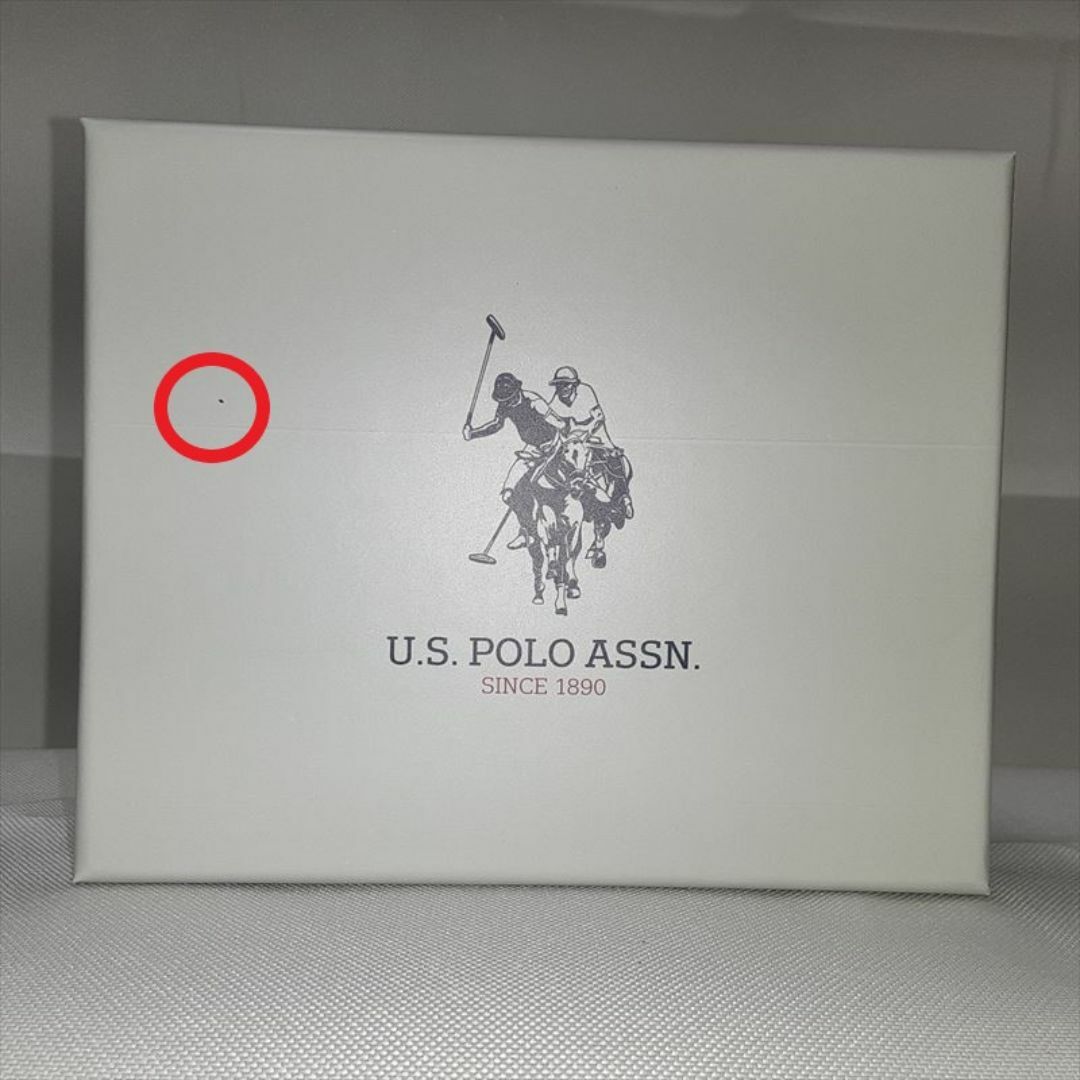 U.S. POLO ASSN.
SINCE 1890